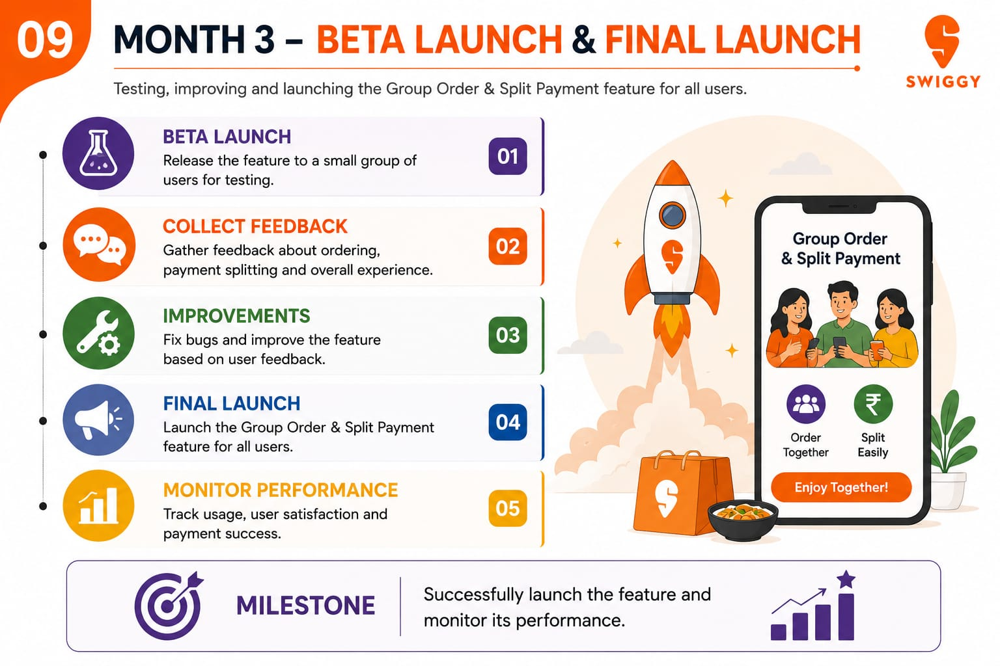 09
MONTH 3 – BETA LAUNCH & FINAL LAUNCH
SWIGGY
Testing, improving and launching the Group Order & Split Payment feature for all users.
BETA LAUNCH
Release the feature to a small group of
users for testing.
01
COLLECT FEEDBACK
Gather feedback about ordering,
payment splitting and overall experience.
02
IMPROVEMENTS
Fix bugs and improve the feature
based on user feedback.
03
FINAL LAUNCH
Launch the Group Order & Split Payment
feature for all users.
04
MONITOR PERFORMANCE
Track usage, user satisfaction and
payment success.
05
Group Order
& Split Payment
₹
Order
Together
Split
Easily
Enjoy Together!
MILESTONE
Successfully launch the feature and
monitor its performance.